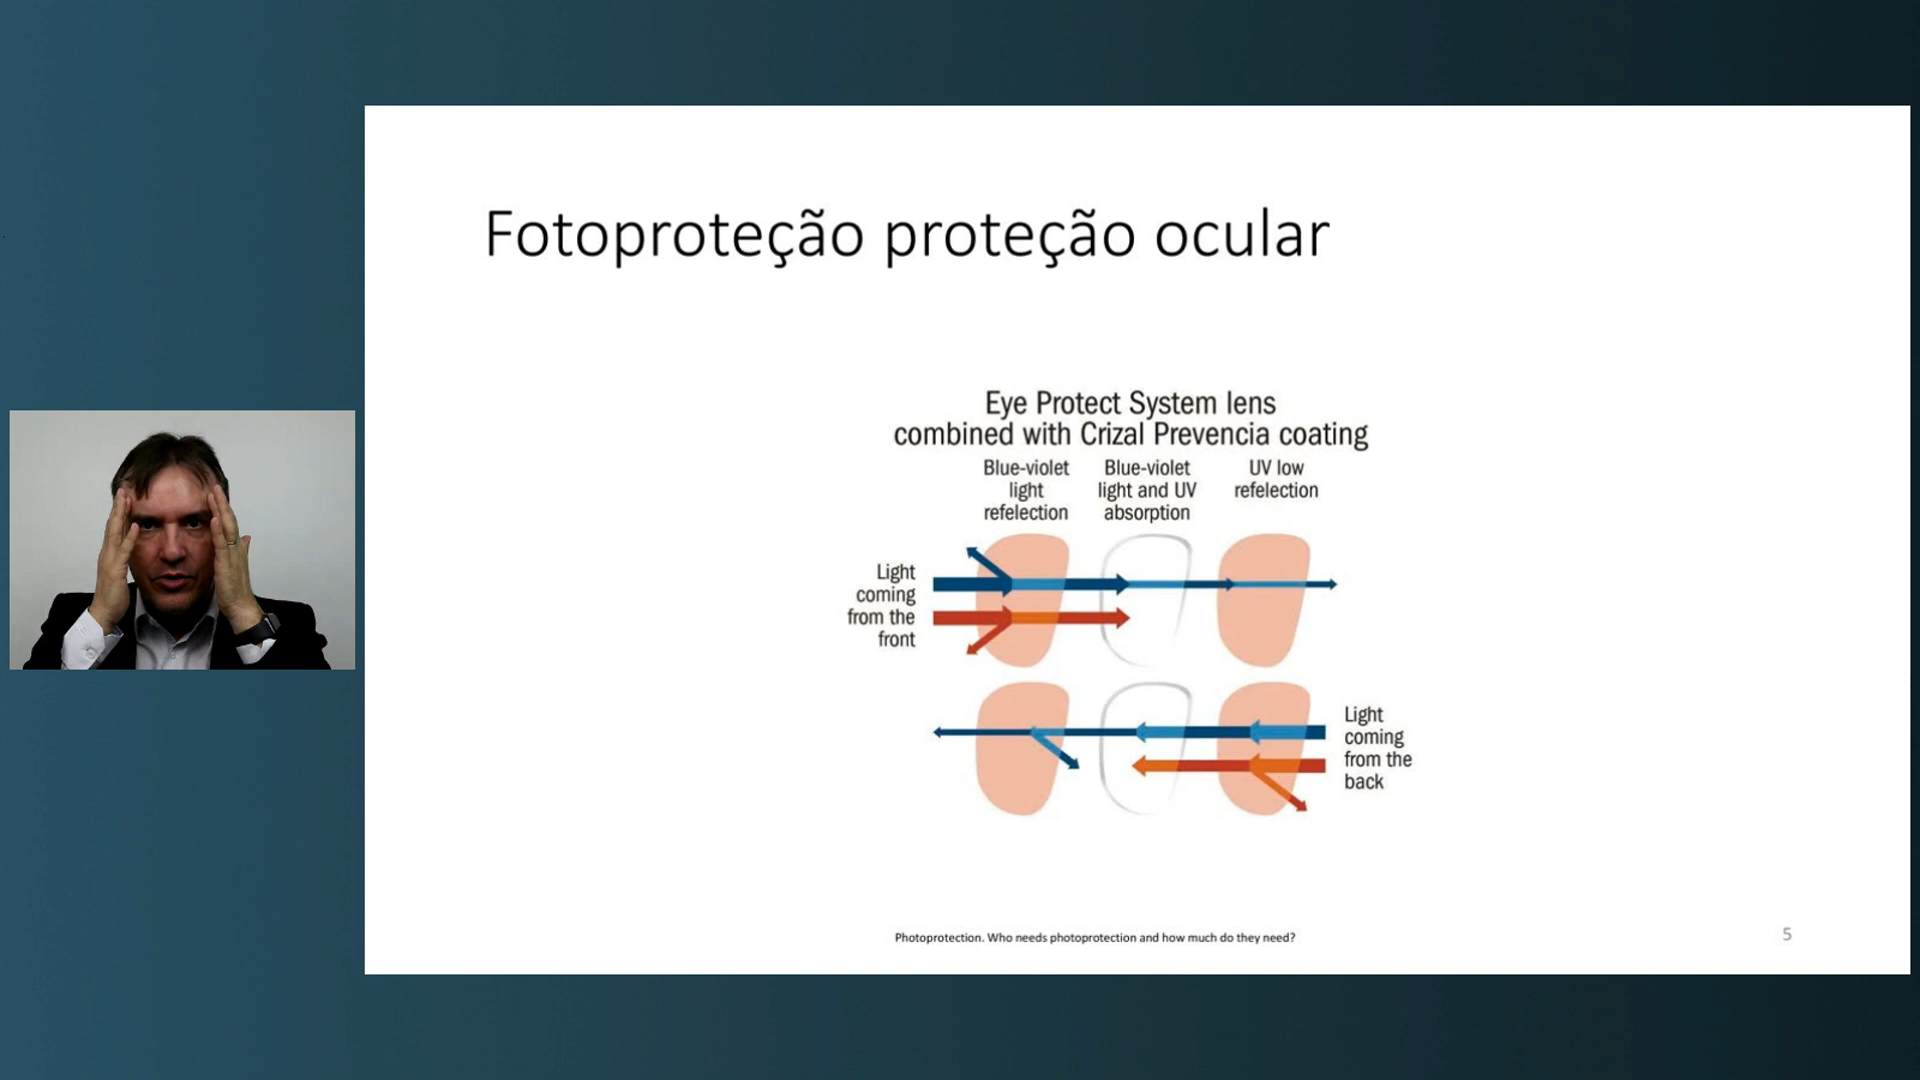 Fotoproteção proteção ocular
Eye Protect System lens
combined with Crizal Prevencia coating
Blue-violet
light
refelection
Blue-violet
light and UV
absorption
UV low
refelection
Light
coming
from the
front
Light
coming
from the
back
Photoprotection. Who needs photoprotection and how much do they need?
5